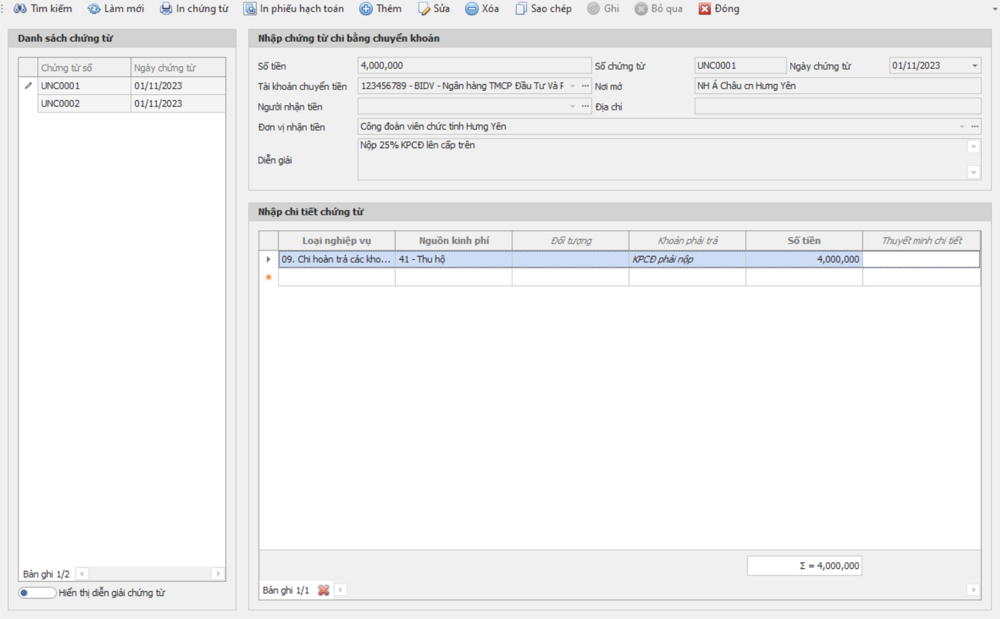 Tìm kiếm Làm mới In chứng từ In phiếu hạch toán Thêm Sửa Xóa Sao chép Ghi Bỏ qua Đóng
Danh sách chứng từ
Chứng từ số Ngày chứng từ
UNC0001 01/11/2023
UNC0002 01/11/2023
Bản ghi 1/2
Hiển thị diễn giải chứng từ
Nhập chứng từ chi bằng chuyển khoản
Số tiền 4,000,000 Số chứng từ UNC0001 Ngày chứng từ 01/11/2023
Tài khoản chuyển tiền 123456789 - BIDV - Ngân hàng TMCP Đầu Tư Và F ... Nơi mở NH Á Châu cn Hưng Yên
Người nhận tiền ... Địa chỉ
Đơn vị nhận tiền Công đoàn viên chức tỉnh Hưng Yên ...
Diễn giải Nộp 25% KPCĐ lên cấp trên
Nhập chi tiết chứng từ
Loại nghiệp vụ Nguồn kinh phí Đối tượng Khoản phải trả Số tiền Thuyết minh chi tiết
09. Chi hoàn trả các kho... 41 - Thu hộ KPCĐ phải nộp 4,000,000
Σ = 4,000,000
Bản ghi 1/1